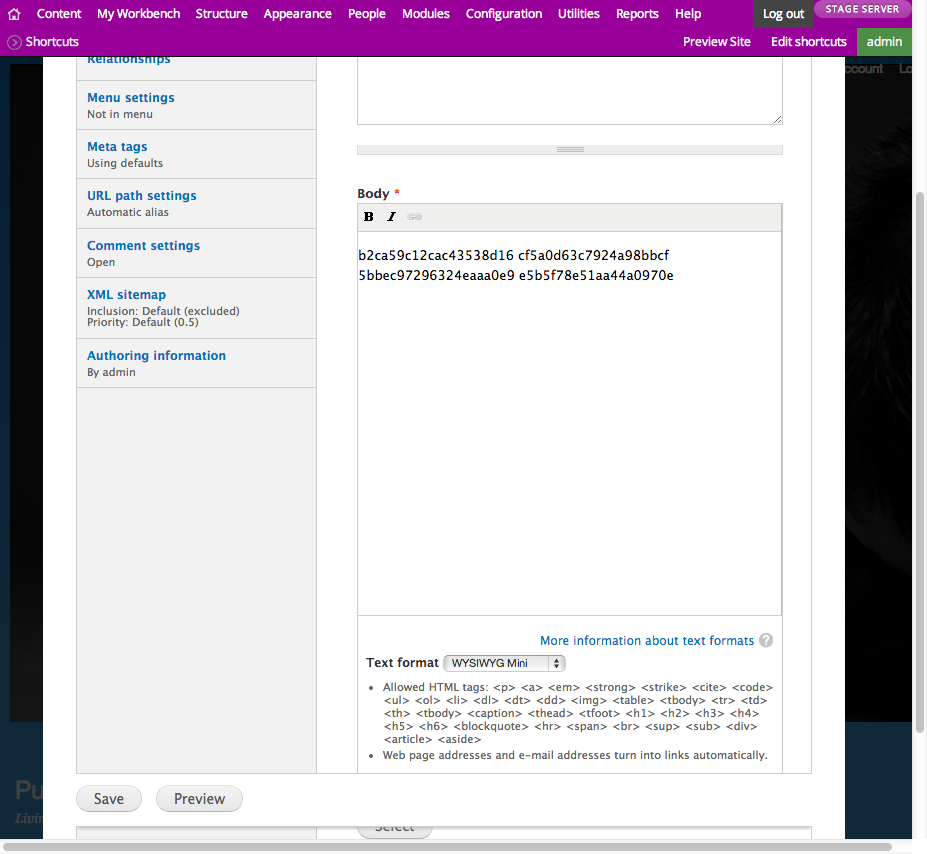 Content My Workbench Structure Appearance People Modules Configuration Utilities Reports Help Log out STAGE SERVER
Shortcuts Preview Site Edit shortcuts admin
Relationships
Menu settings
Not in menu
Meta tags
Using defaults
URL path settings
Automatic alias
Comment settings
Open
XML sitemap
Inclusion: Default (excluded)
Priority: Default (0.5)
Authoring information
By admin
Body *
B I
b2ca59c12cac43538d16 cf5a0d63c7924a98bbcf
5bbec97296324eaaa0e9 e5b5f78e51aa44a0970e
More information about text formats ?
Text format WYSIWYG Mini
• Allowed HTML tags: <p> <a> <em> <strong> <strike> <cite> <code>
<ul> <ol> <li> <dl> <dt> <dd> <img> <table> <tbody> <tr> <td>
<th> <tbody> <caption> <thead> <tfoot> <h1> <h2> <h3> <h4>
<h5> <h6> <blockquote> <hr> <span> <br> <sup> <sub> <div>
<article> <aside>
• Web page addresses and e-mail addresses turn into links automatically.
Save Preview
Select